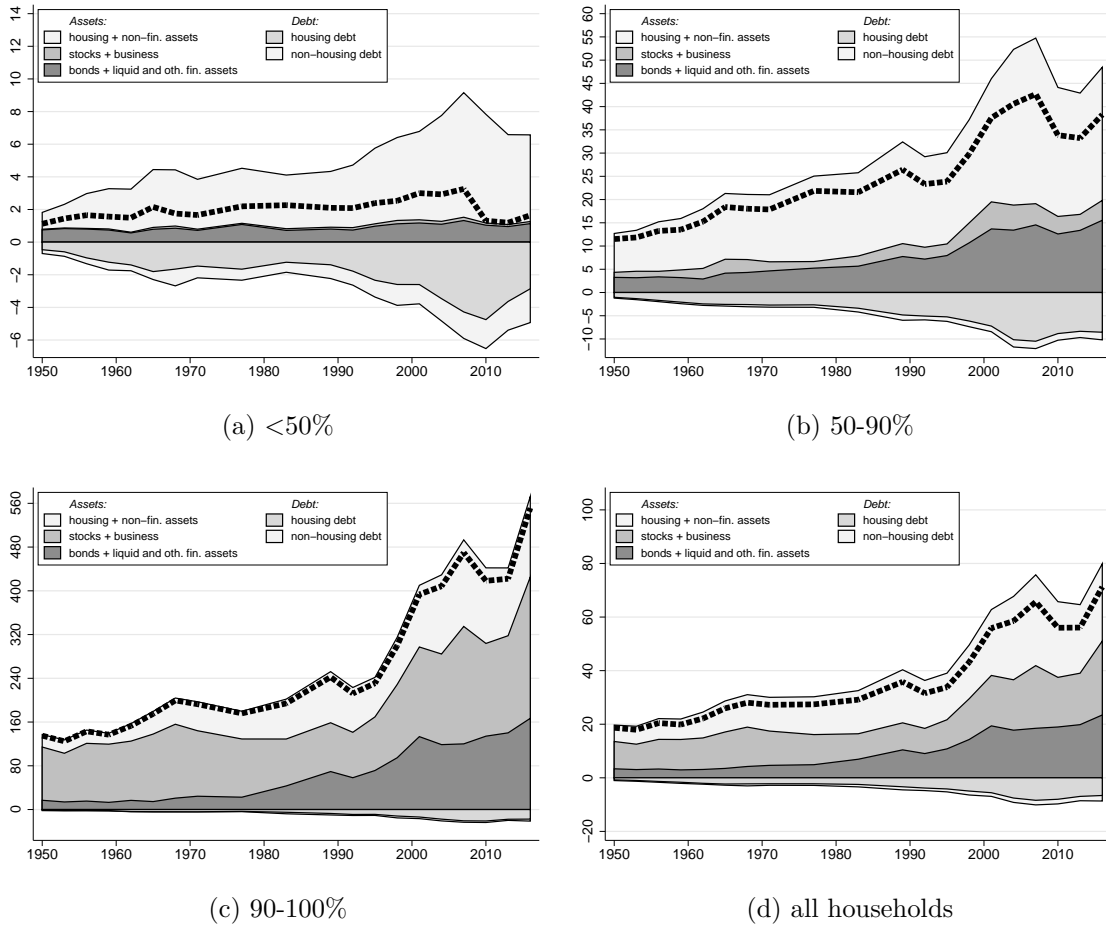 Assets: Debt:
housing + non−fin. assets housing debt
stocks + business non−housing debt
bonds + liquid and oth. fin. assets
14
12
10
8
6
4
2
0
−2
−4
−6
1950 1960 1970 1980 1990 2000 2010
(a) <50%
Assets: Debt:
housing + non−fin. assets housing debt
stocks + business non−housing debt
bonds + liquid and oth. fin. assets
60
55
50
45
40
35
30
25
20
15
10
5
0
−5
−10
1950 1960 1970 1980 1990 2000 2010
(b) 50-90%
Assets: Debt:
housing + non−fin. assets housing debt
stocks + business non−housing debt
bonds + liquid and oth. fin. assets
560
480
400
320
240
160
80
0
1950 1960 1970 1980 1990 2000 2010
(c) 90-100%
Assets: Debt:
housing + non−fin. assets housing debt
stocks + business non−housing debt
bonds + liquid and oth. fin. assets
100
80
60
40
20
0
−20
1950 1960 1970 1980 1990 2000 2010
(d) all households